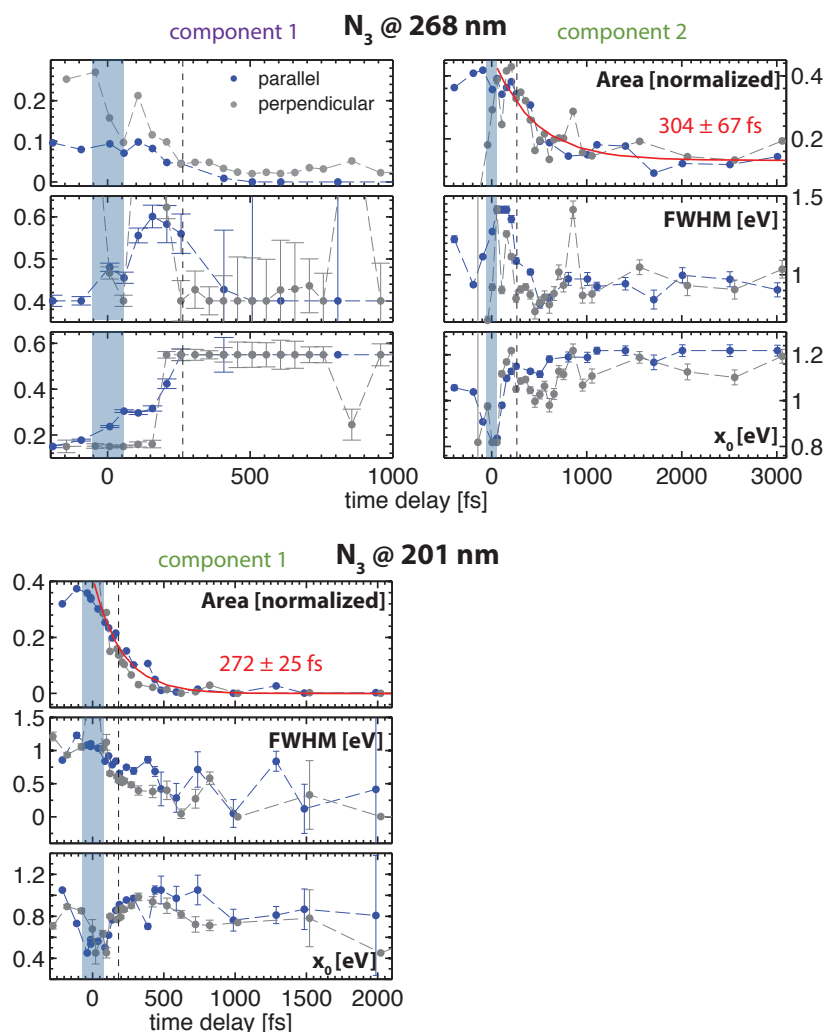 N3 @ 268 nm
component 1
component 2
parallel
perpendicular
0.2
0.1
0
Area [normalized]
304 ± 67 fs
0.4
0.2
0.6
0.5
0.4
FWHM [eV]
1.5
1
0.6
0.4
0.2
x0 [eV]
1.2
1
0.8
0 500 1000
time delay [fs]
0 1000 2000 3000
time delay [fs]
component 1
N3 @ 201 nm
0.4
0.2
0
Area [normalized]
272 ± 25 fs
1.5
1
0.5
0
FWHM [eV]
1.2
0.8
0.4
x0 [eV]
0 500 1000 1500 2000
time delay [fs]